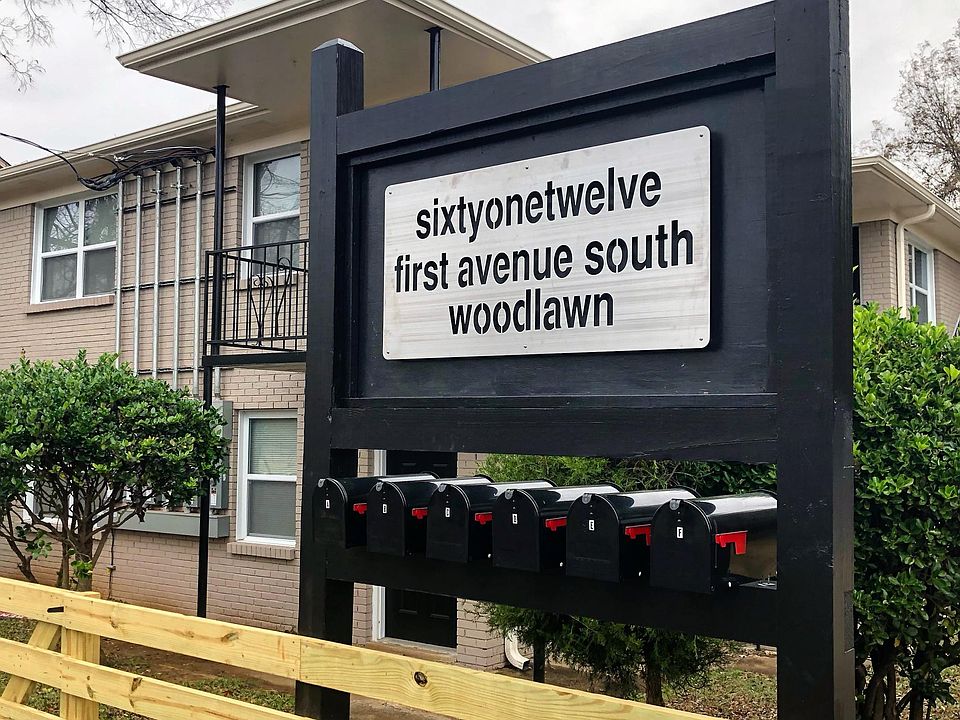 sixtyonetwelve
first avenue south
woodlawn
E
F